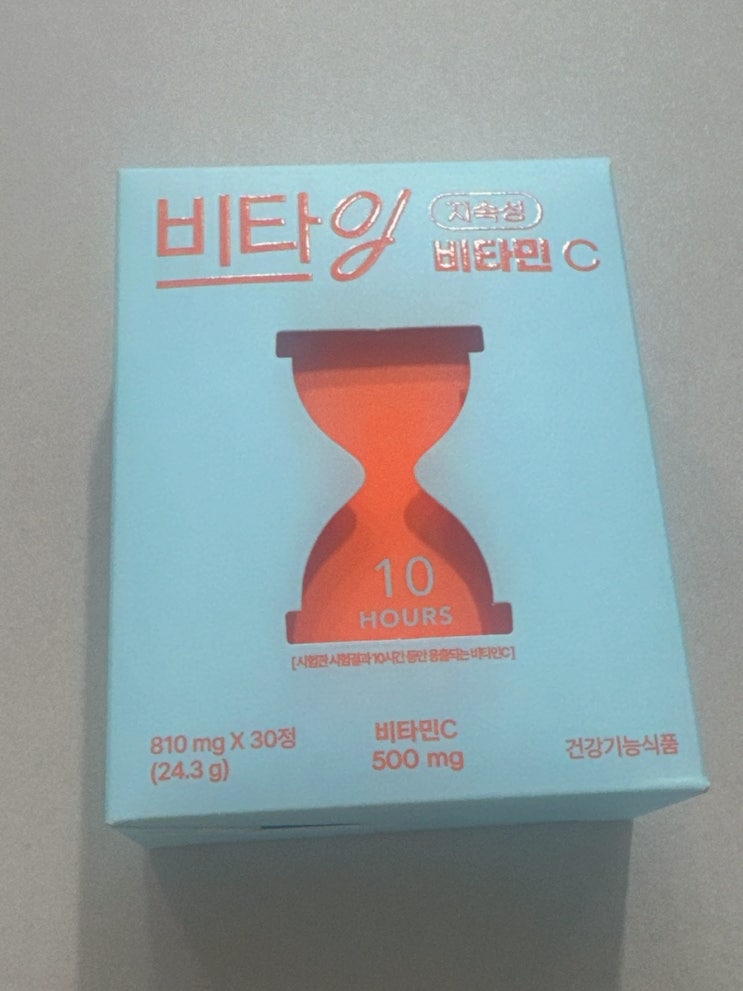 비타잉
지속성
비타민 C
10
HOURS
[시험관 시험결과 10시간 동안 용출되는 비타민C]
810 mg X 30정
(24.3 g)
비타민C
500 mg
건강기능식품